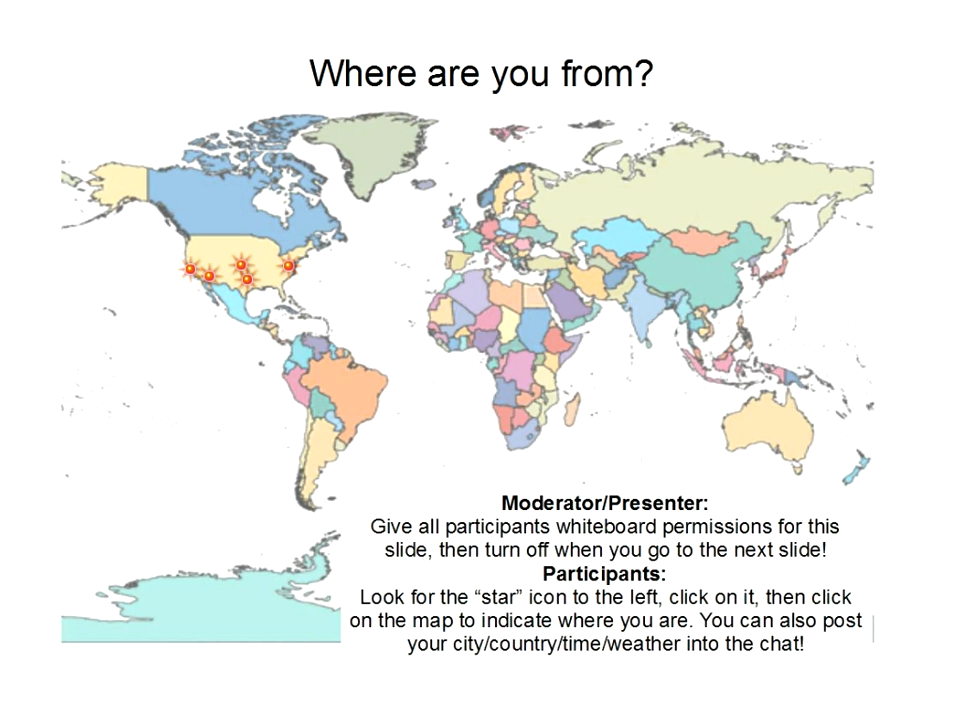 Where are you from?
Moderator/Presenter:
Give all participants whiteboard permissions for this
slide, then turn off when you go to the next slide!
Participants:
Look for the “star” icon to the left, click on it, then click
on the map to indicate where you are. You can also post
your city/country/time/weather into the chat!